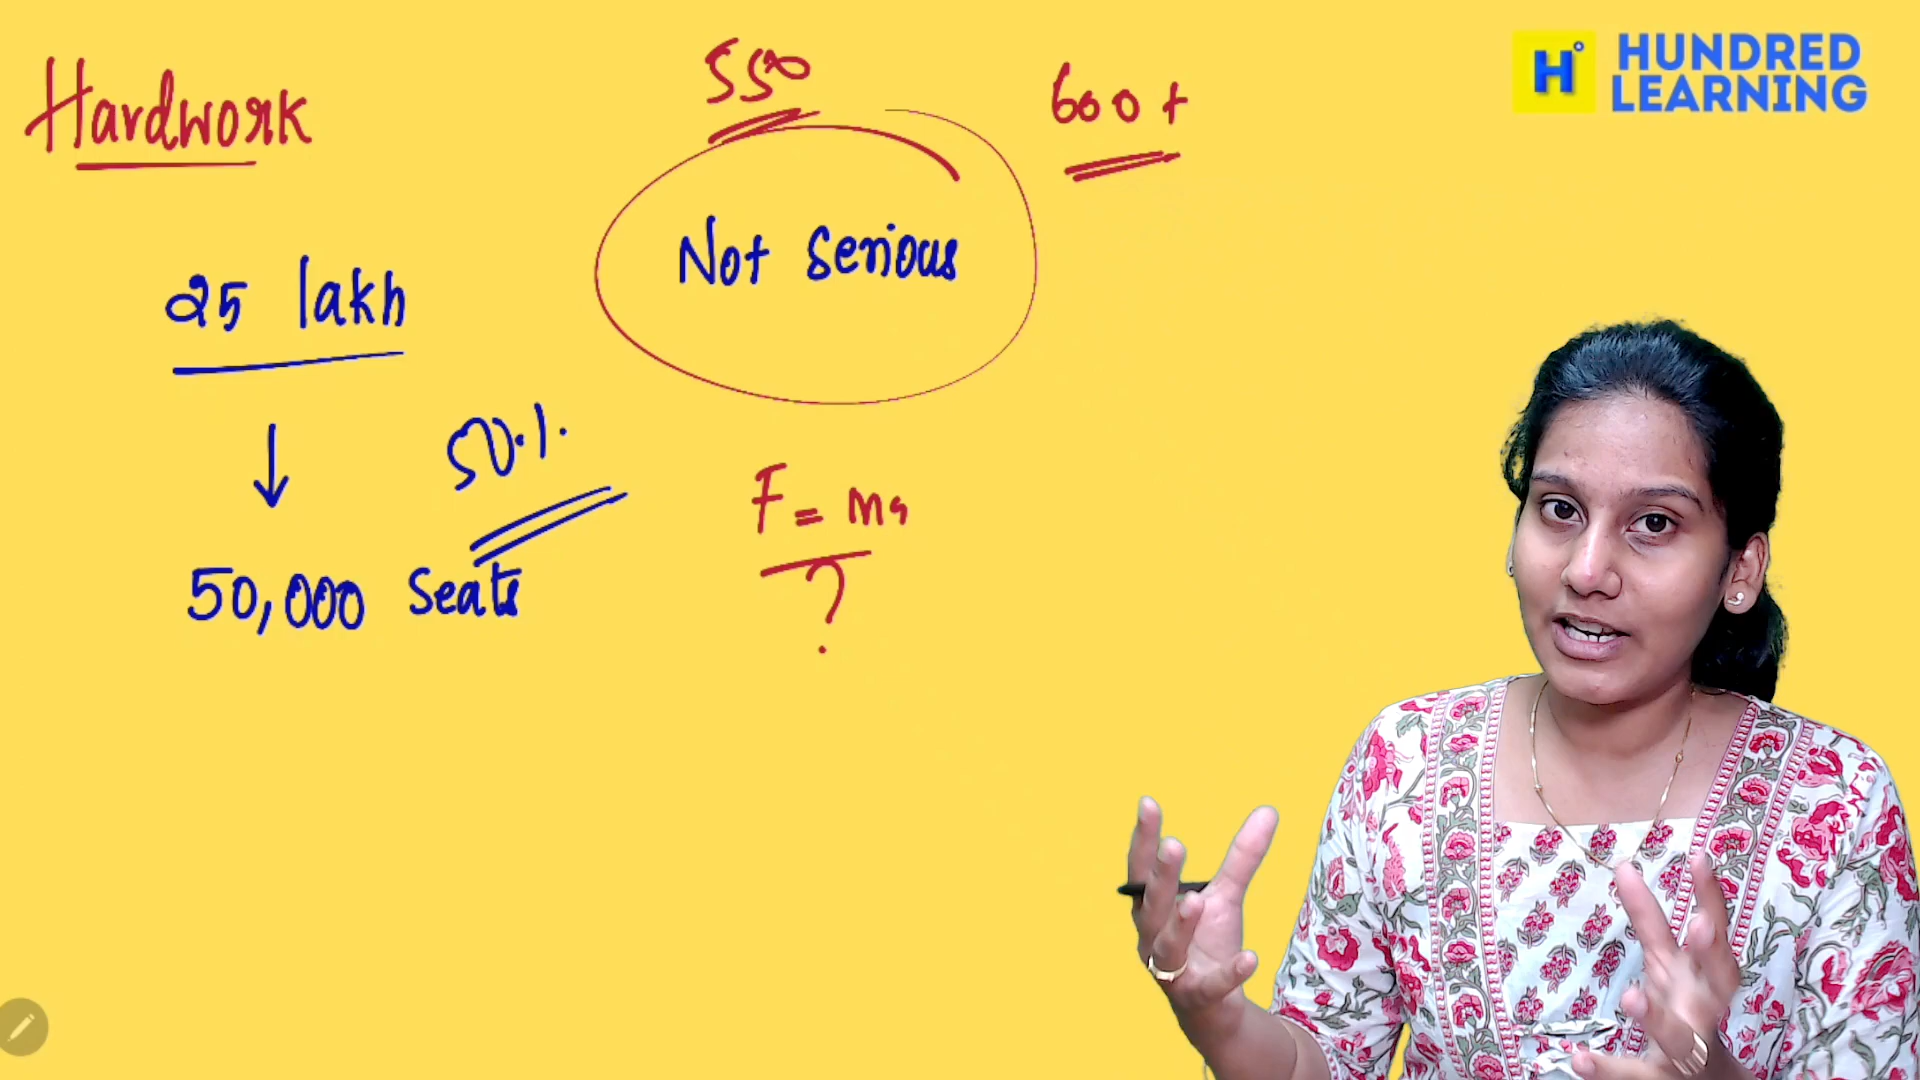 Hardwork
550
600+
H° HUNDRED
LEARNING
Not serious
25 lakh
50%
F = ma
?
50,000 seats